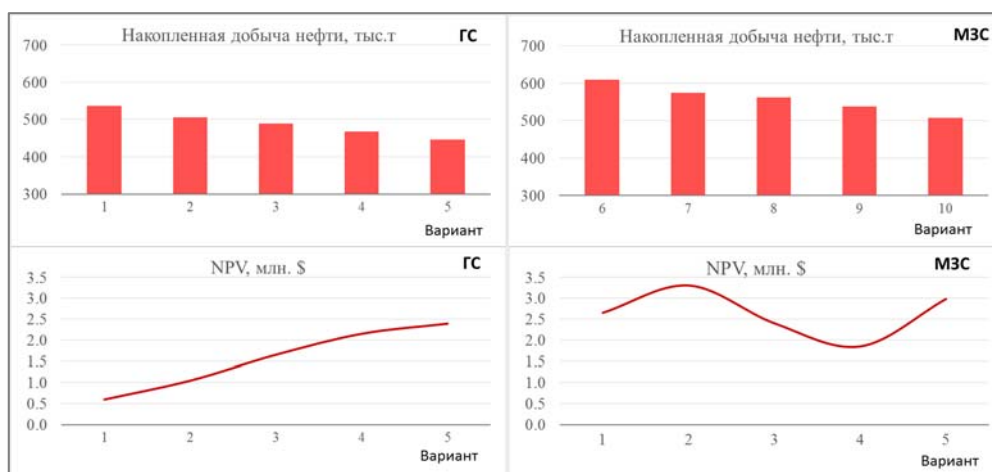 Накопленная добыча нефти, тыс.т ГС
700
600
500
400
300
1 2 3 4 5
Вариант
Накопленная добыча нефти, тыс.т МЗС
700
600
500
400
300
6 7 8 9 10
Вариант
NPV, млн. $ ГС
3.5
3.0
2.5
2.0
1.5
1.0
0.5
0.0
1 2 3 4 5
Вариант
NPV, млн. $ МЗС
3.5
3.0
2.5
2.0
1.5
1.0
0.5
0.0
1 2 3 4 5
Вариант